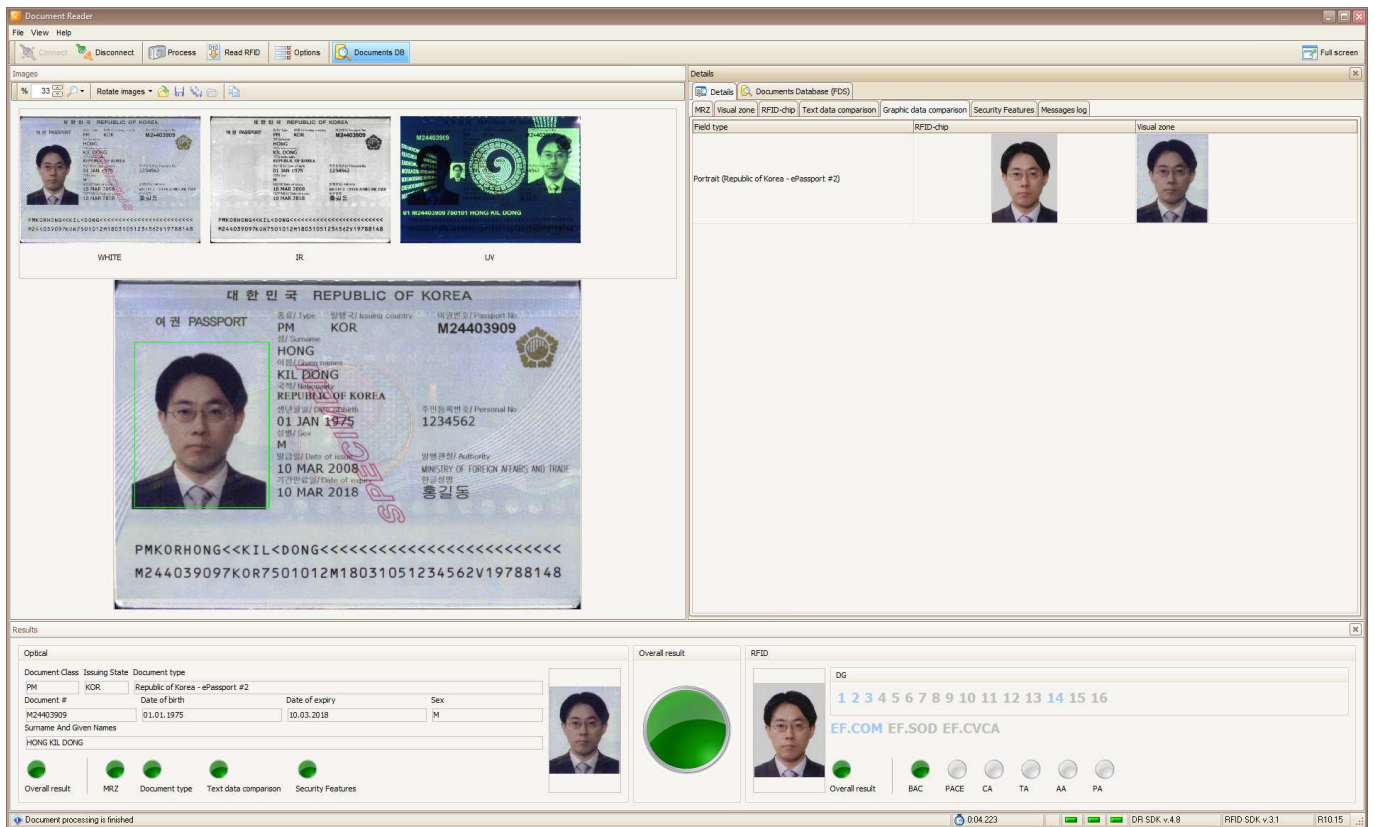 Document Reader
File View Help
Connect Disconnect Process Read RFID Options Documents DB Full screen
Images
% 33 Rotate images
WHITE IR UV
대한민국 REPUBLIC OF KOREA
여권 PASSPORT
종류/ Type 발행국/ Issuing country 여권번호/ Passport No.
PM KOR M24403909
성/ Surname
HONG
이름/ Given names
KIL DONG
국적/ Nationality
REPUBLIC OF KOREA
생년월일/ Date of birth 주민등록번호/ Personal No
01 JAN 1975 1234562
성별/ Sex
M
발급일/ Date of issue 발행관청/ Authority
10 MAR 2008 MINISTRY OF FOREIGN AFFAIRS AND TRADE
기간만료일/ Date of expiry 한글성명
10 MAR 2018 홍길동
SPECIMEN
PMKORHONG<<KIL<DONG<<<<<<<<<<<<<<<<<<<<<<<<<
M244039097KOR7501012M18031051234562V19788148
Details
Details Documents Database (FDS)
MRZ Visual zone RFID-chip Text data comparison Graphic data comparison Security Features Messages log
Field type RFID-chip Visual zone
Portrait (Republic of Korea - ePassport #2)
Results
Optical
Document Class Issuing State Document type
PM KOR Republic of Korea - ePassport #2
Document # Date of birth Date of expiry Sex
M24403909 01.01.1975 10.03.2018 M
Surname And Given Names
HONG KIL DONG
Overall result MRZ Document type Text data comparison Security Features
Overall result
RFID
DG
1 2 3 4 5 6 7 8 9 10 11 12 13 14 15 16
EF.COM EF.SOD EF.CVCA
Overall result BAC PACE CA TA AA PA
Document processing is finished 0:04.223 DR SDK v.4.8 RFID SDK v.3.1 R10.15